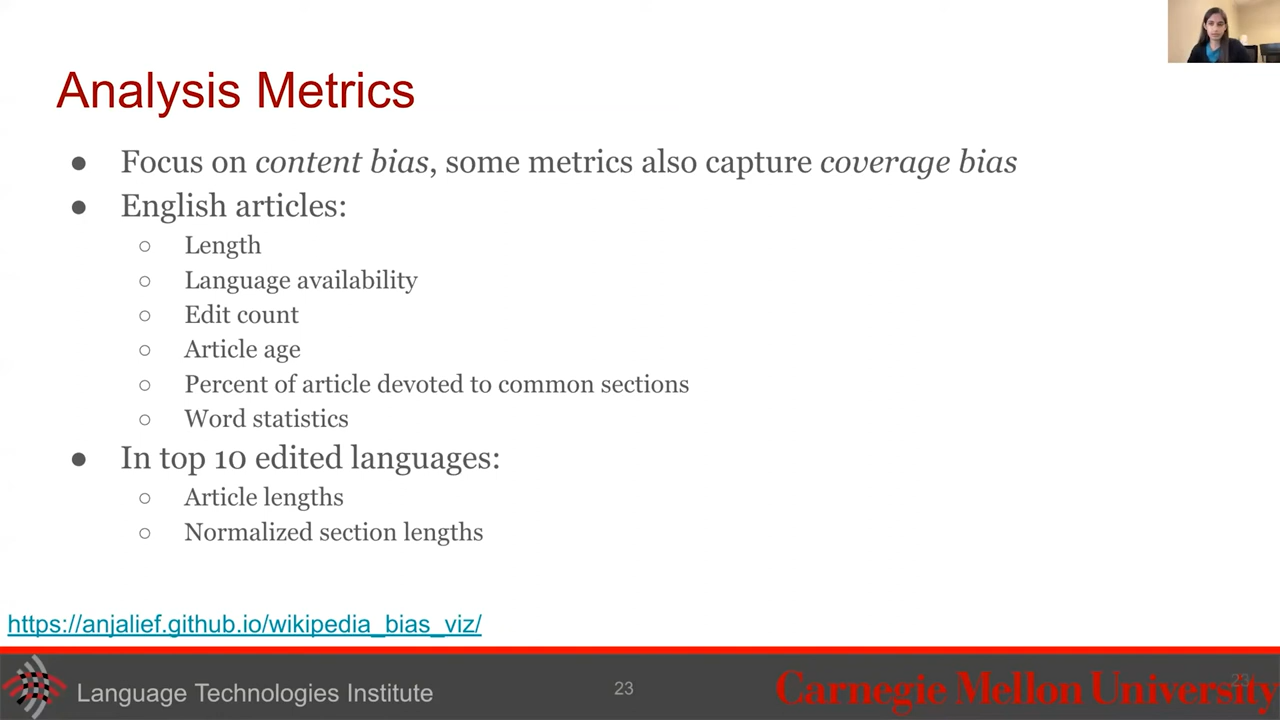 Analysis Metrics
● Focus on content bias, some metrics also capture coverage bias
● English articles:
○ Length
○ Language availability
○ Edit count
○ Article age
○ Percent of article devoted to common sections
○ Word statistics
● In top 10 edited languages:
○ Article lengths
○ Normalized section lengths
https://anjalief.github.io/wikipedia_bias_viz/
Language Technologies Institute
23
Carnegie Mellon University
23